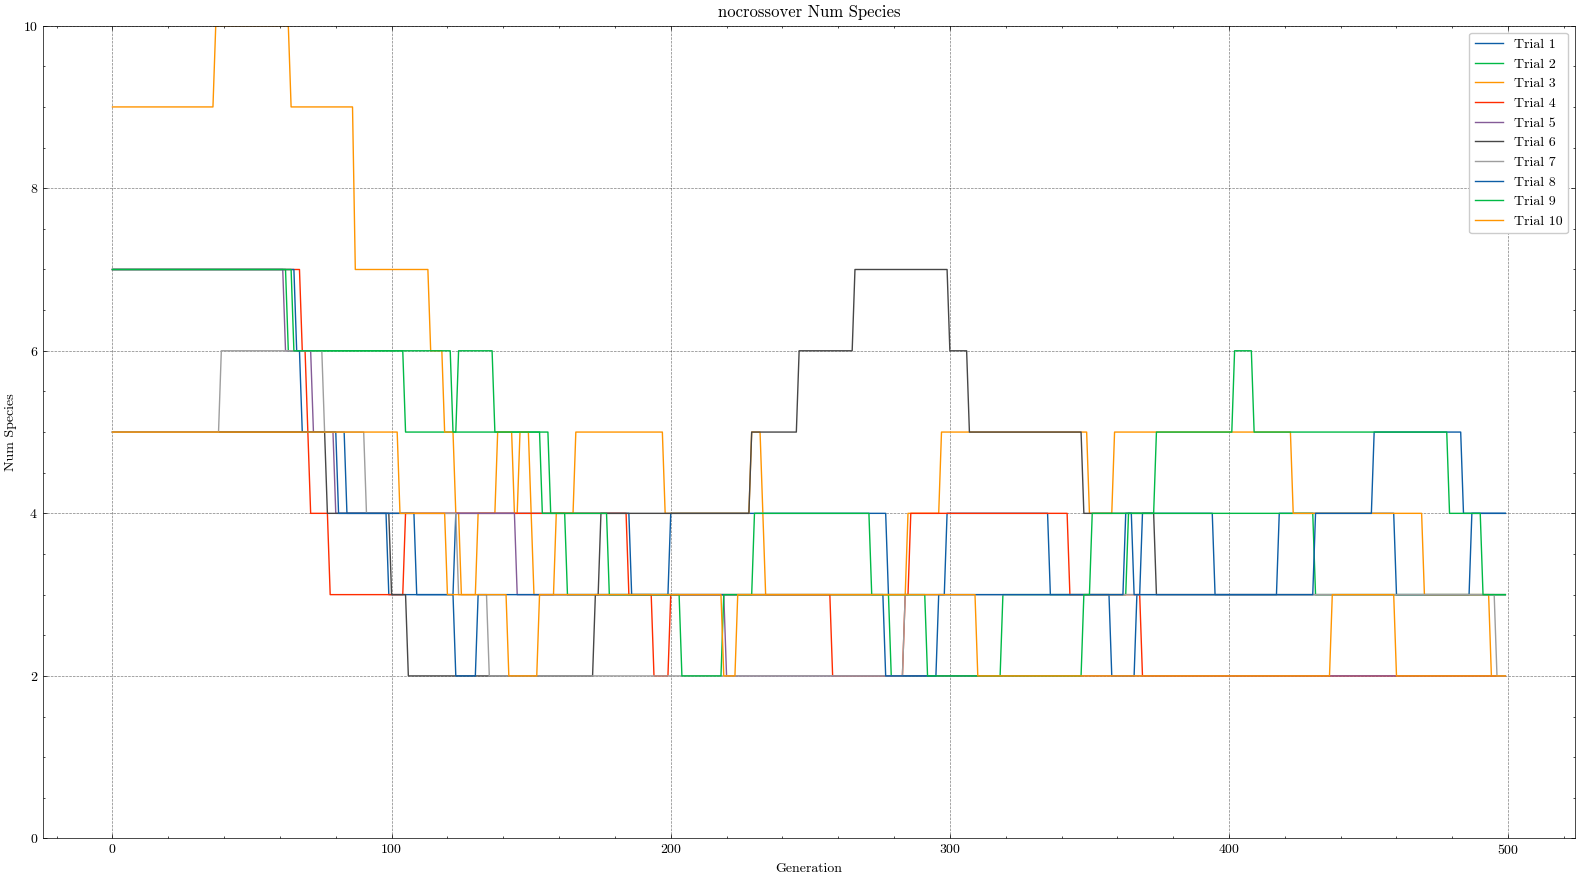 nocrossover Num Species
10
8
6
4
2
0
Num Species
0 100 200 300 400 500
Generation
Trial 1
Trial 2
Trial 3
Trial 4
Trial 5
Trial 6
Trial 7
Trial 8
Trial 9
Trial 10